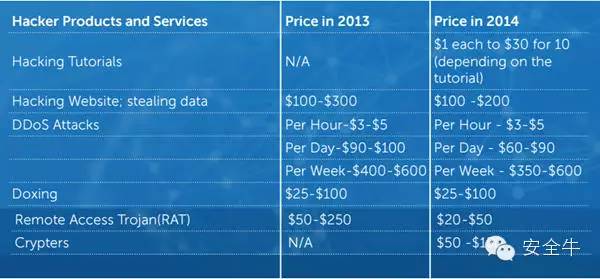 Hacker Products and Services Price in 2013 Price in 2014
Hacking Tutorials N/A $1 each to $30 for 10
(depending on the
tutorial)
Hacking Website; stealing data $100-$300 $100 -$200
DDoS Attacks Per Hour-$3-$5 Per Hour - $3-$5
Per Day-$90-$100 Per Day - $60-$90
Per Week-$400-$600 Per Week - $350-$600
Doxing $25-$100 $25-$100
Remote Access Trojan(RAT) $50-$250 $20-$50
Crypters N/A $50 -
安全牛